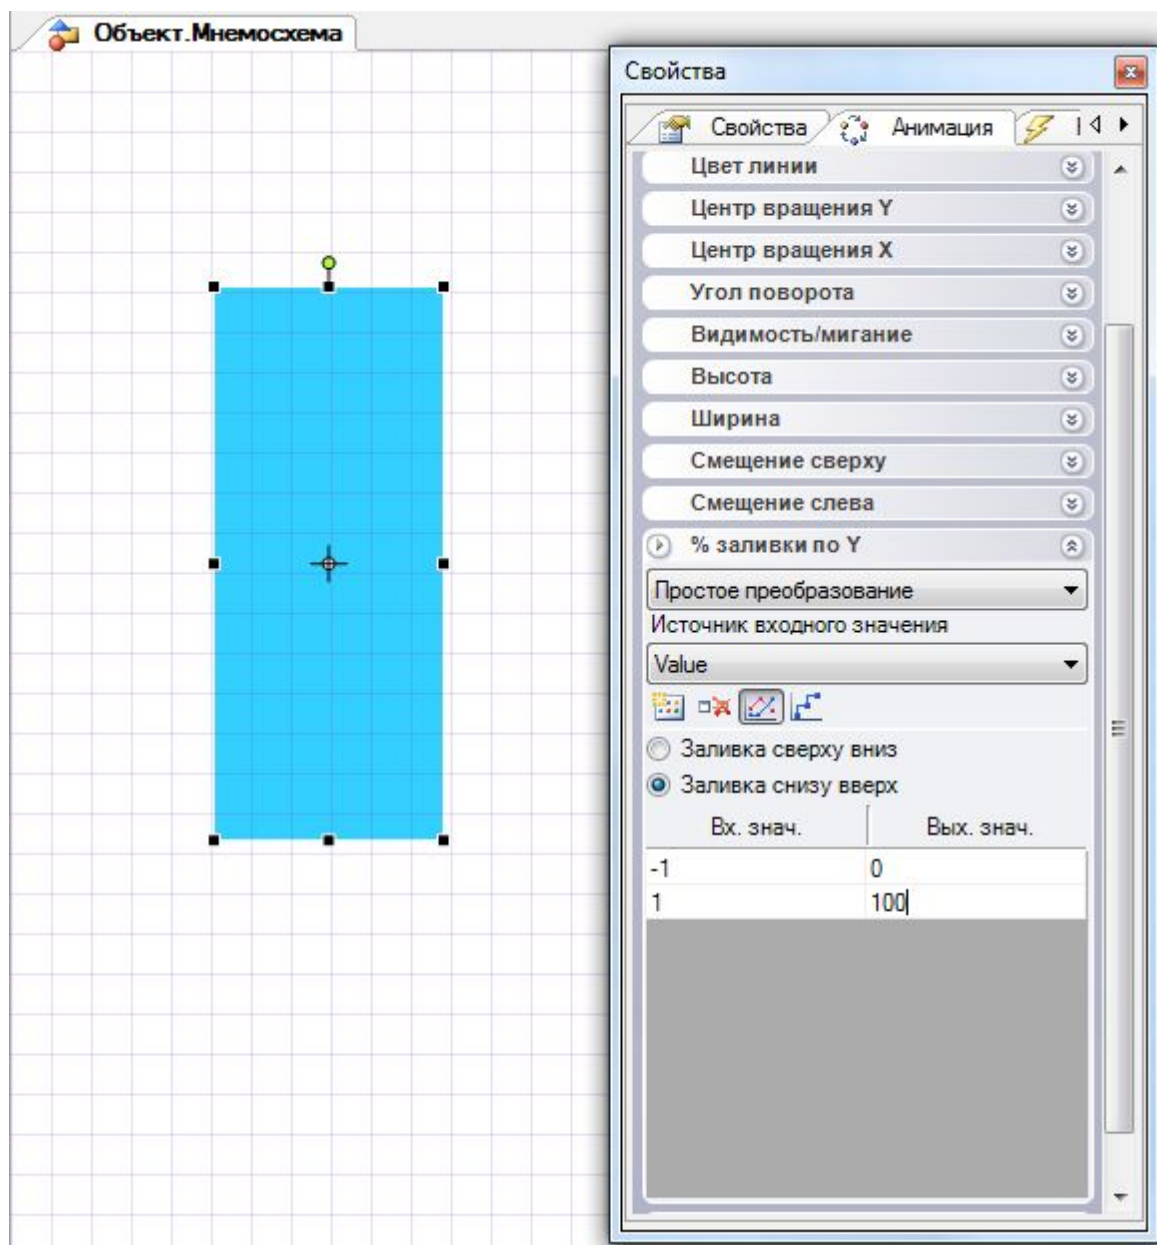 Объект.Мнемосхема
Свойства
Свойства Анимация
Цвет линии
Центр вращения Y
Центр вращения X
Угол поворота
Видимость/мигание
Высота
Ширина
Смещение сверху
Смещение слева
% заливки по Y
Простое преобразование
Источник входного значения
Value
Заливка сверху вниз
Заливка снизу вверх
Вх. знач. Вых. знач.
-1 0
1 100